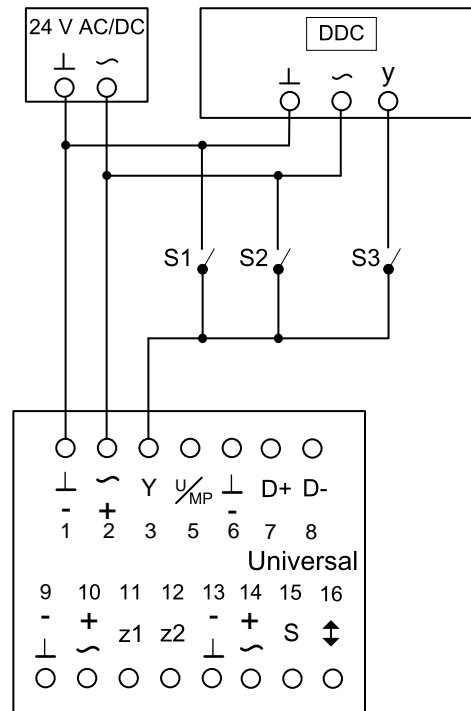 24 V AC/DC
DDC
⊥ ~
⊥ ~ y
S1 S2 S3
⊥ ~ Y U/MP ⊥ D+ D-
- + -
1 2 3 5 6 7 8
Universal
9 10 11 12 13 14 15 16
- + z1 z2 - + S ↕
⊥ ~ ⊥ ~